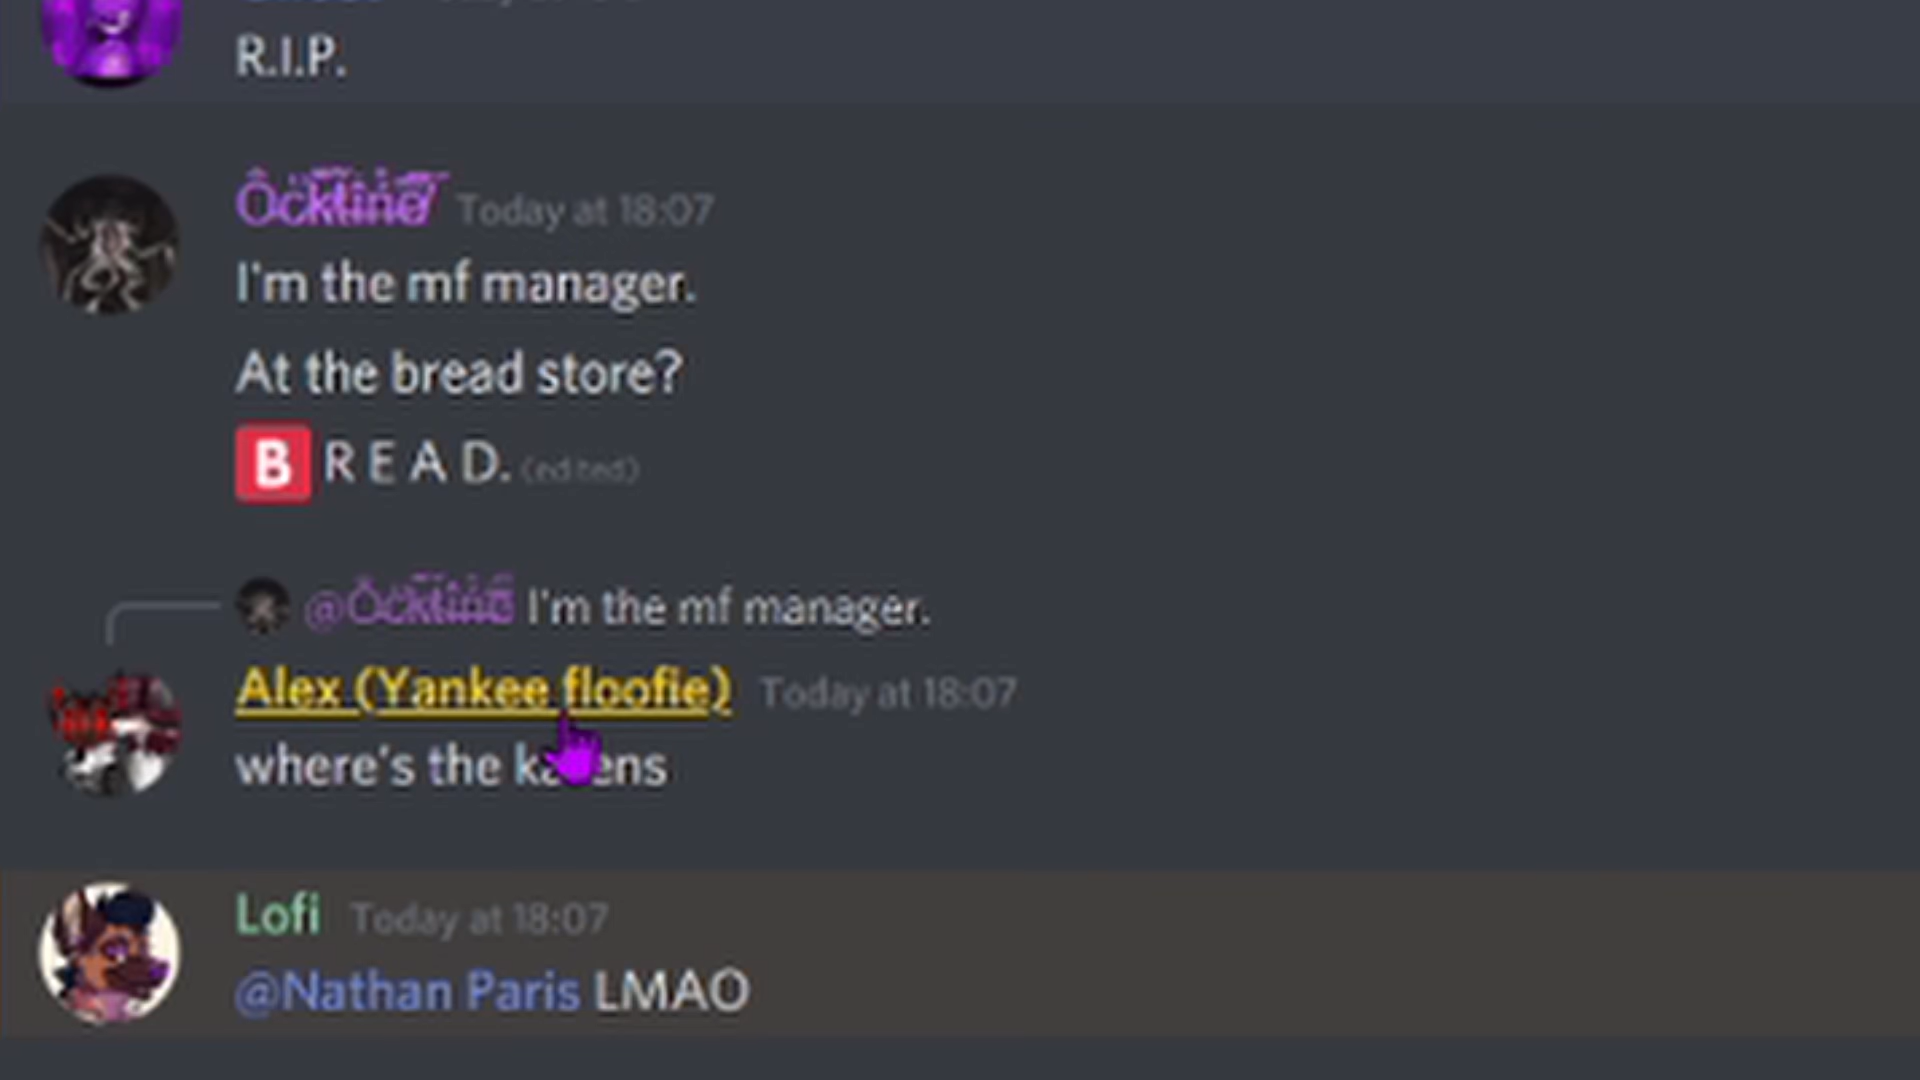 R.I.P.
Today at 18:07
I'm the mf manager.
At the bread store?
B R E A D. (edited)
I'm the mf manager.
Alex (Yankee floofie) Today at 18:07
where's the
Lofi Today at 18:07
@Nathan Paris LMAO